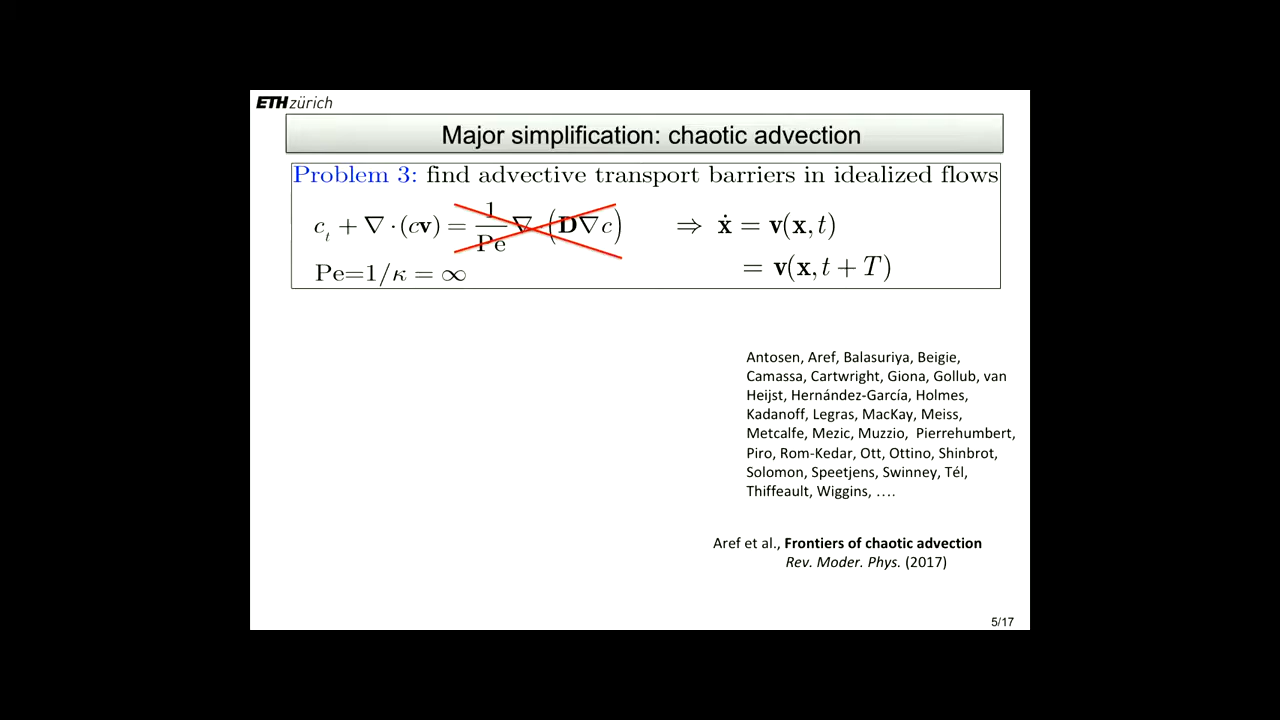 ETH zürich
Major simplification: chaotic advection
Problem 3: find advective transport barriers in idealized flows
c_t + ∇·(cv) = 1/Pe ∇·(D∇c) ⇒ ẋ = v(x, t)
Pe=1/κ = ∞ = v(x, t + T)
Antosen, Aref, Balasuriya, Beigie,
Camassa, Cartwright, Giona, Gollub, van
Heijst, Hernández-García, Holmes,
Kadanoff, Legras, MacKay, Meiss,
Metcalfe, Mezic, Muzzio, Pierrehumbert,
Piro, Rom-Kedar, Ott, Ottino, Shinbrot,
Solomon, Speetjens, Swinney, Tél,
Thiffeault, Wiggins, ....
Aref et al., Frontiers of chaotic advection
Rev. Moder. Phys. (2017)
5/17